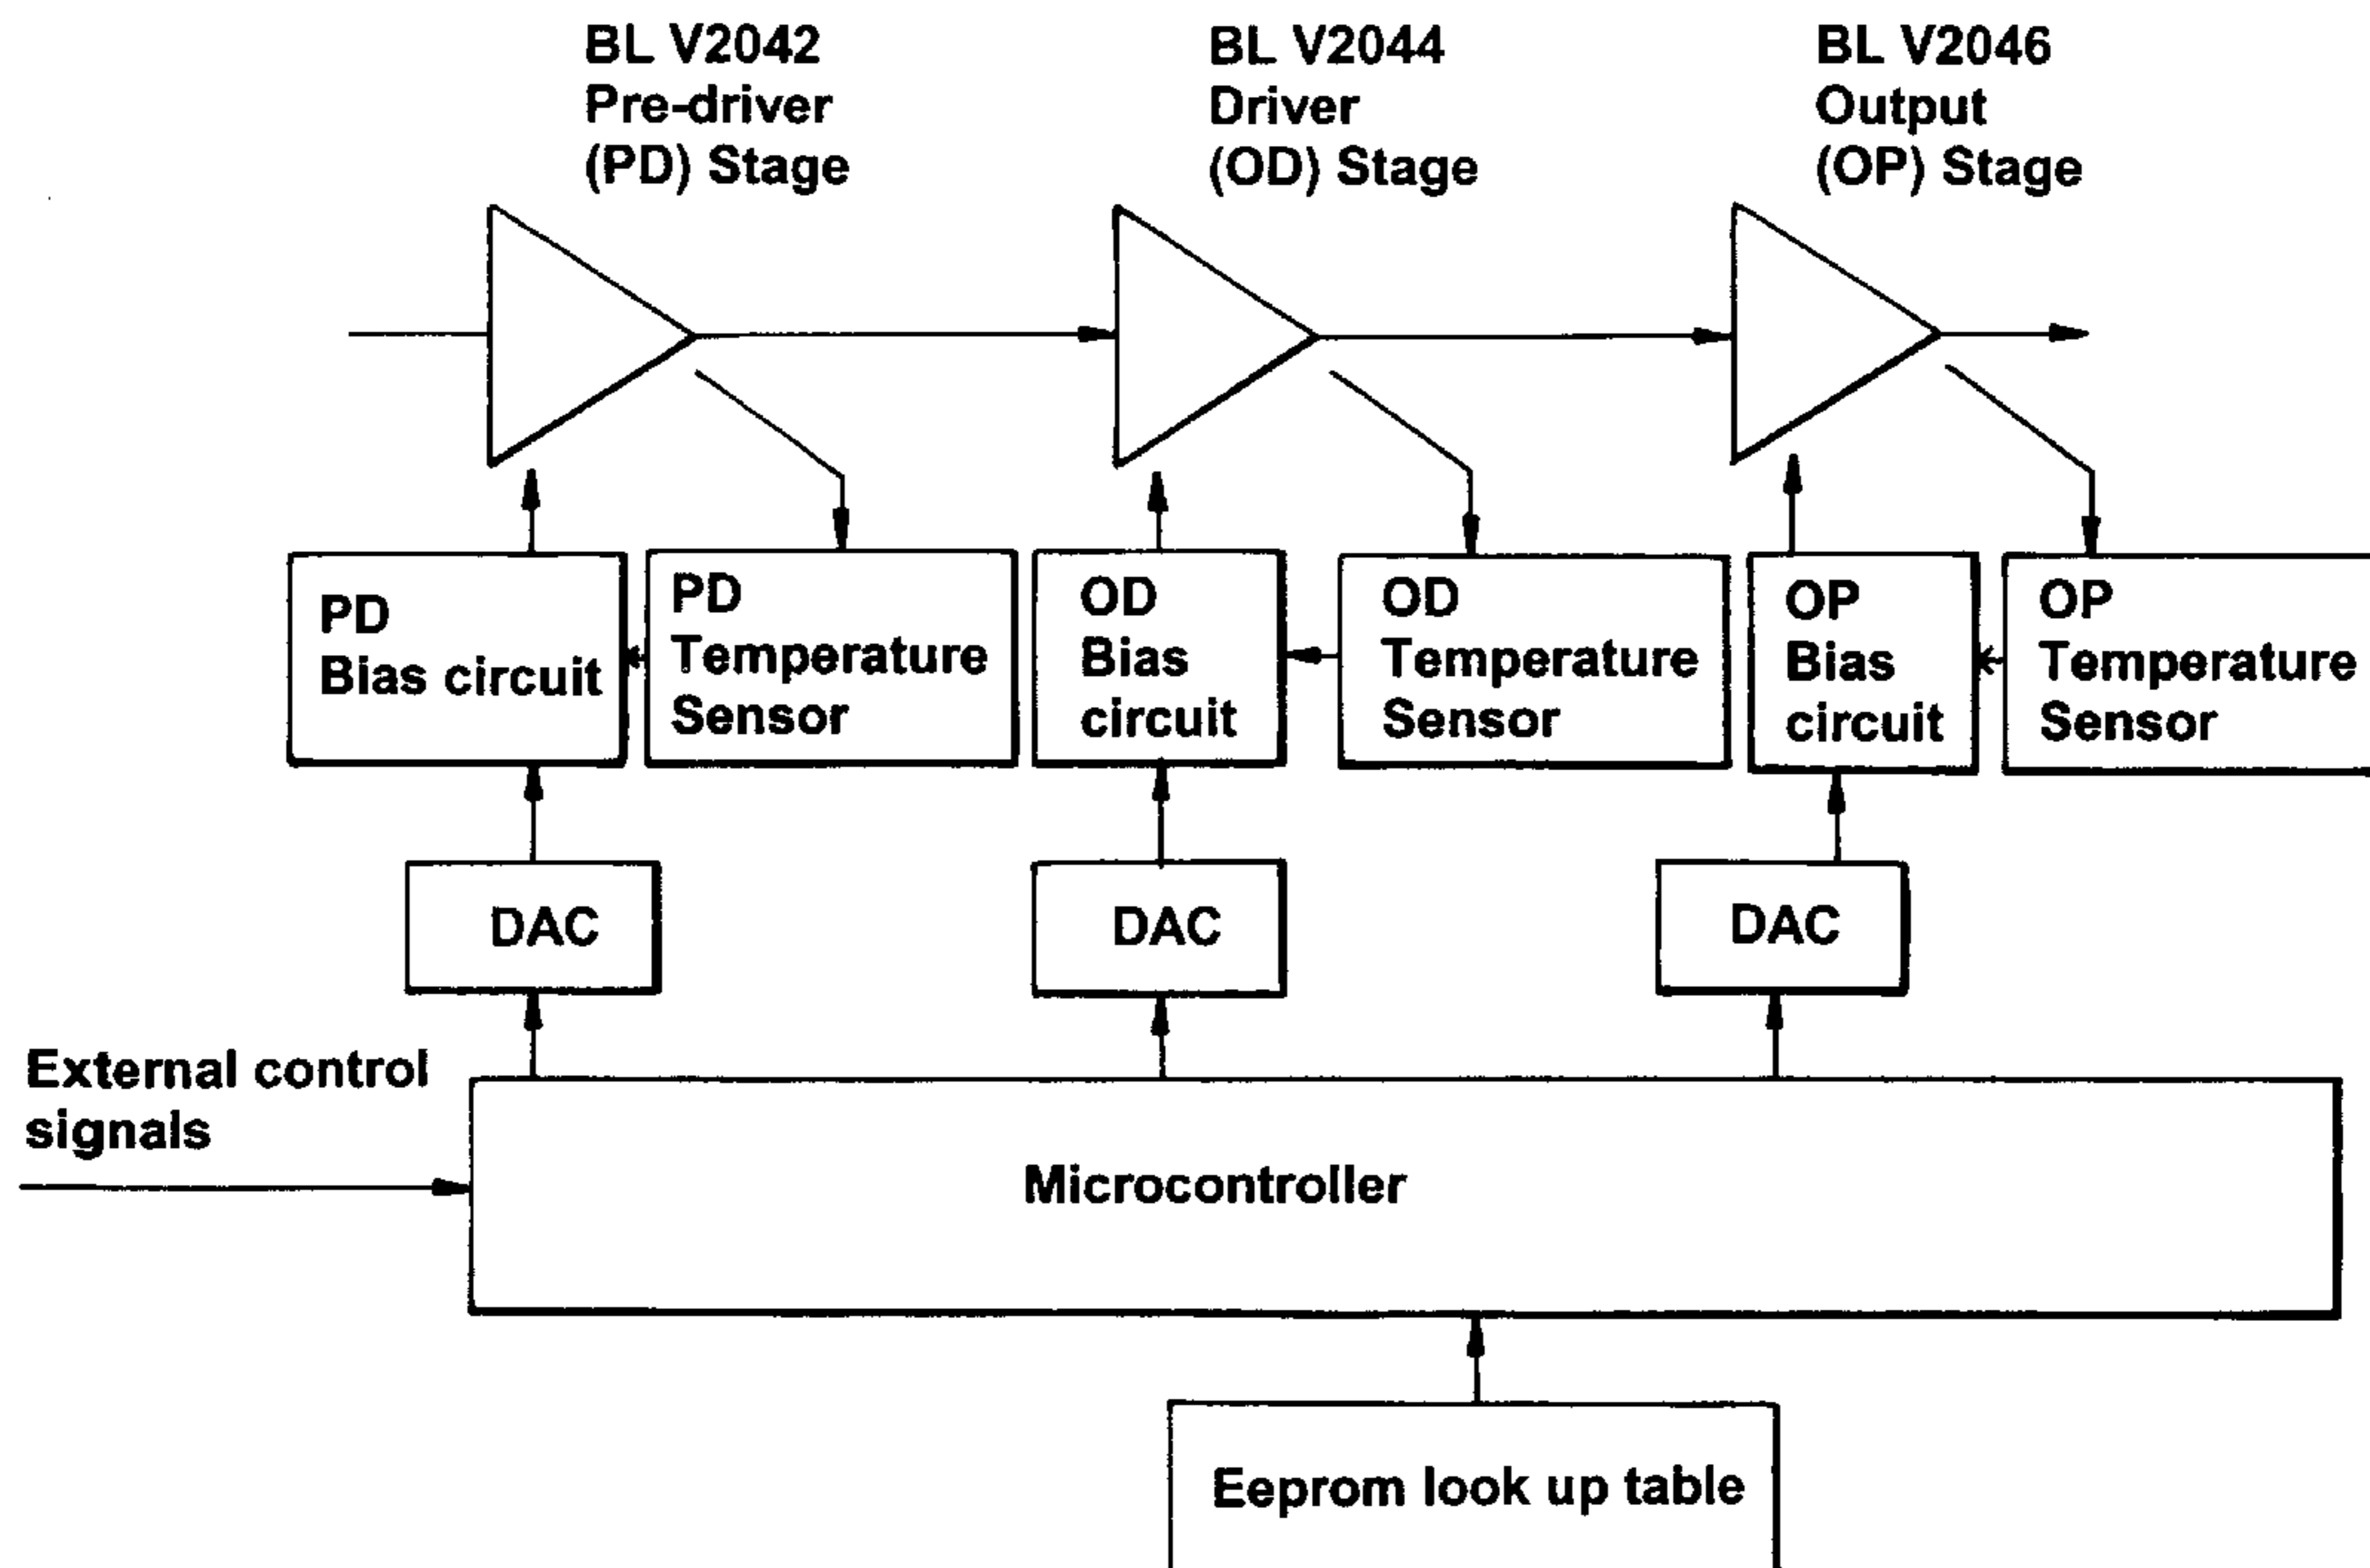 BL V2042
Pre-driver
(PD) Stage
BL V2044
Driver
(OD) Stage
BL V2046
Output
(OP) Stage
PD
Bias circuit
PD
Temperature
Sensor
OD
Bias
circuit
OD
Temperature
Sensor
OP
Bias
circuit
OP
Temperature
Sensor
DAC
DAC
DAC
External control
signals
Microcontroller
Eeprom look up table